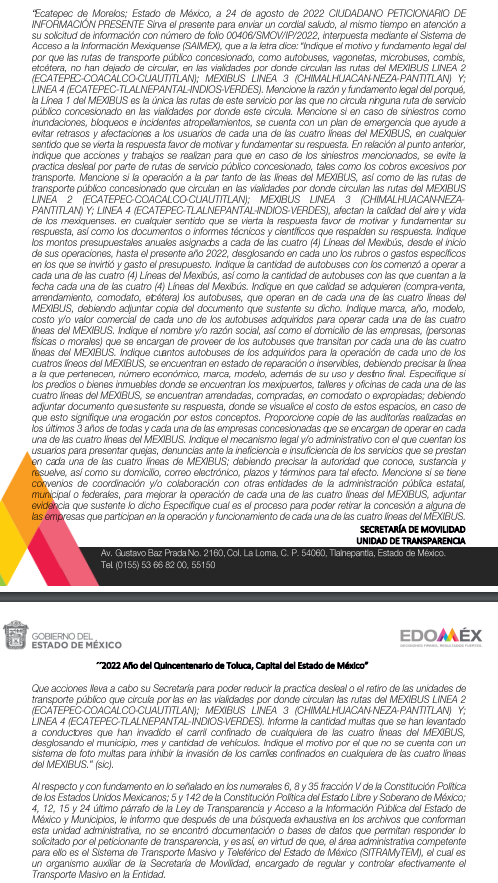 "Ecatepec de Morelos; Estado de México, a 24 de agosto de 2022 CIUDADANO PETICIONARIO DE
INFORMACIÓN PRESENTE Sirva el presente para enviar un cordial saludo, al mismo tiempo en atención a
su solicitud de información con número de folio 00406/SMOV/IP/2022, interpuesta mediante el Sistema de
Acceso a la Información Mexiquense (SAIMEX), que a la letra dice: "Indique el motivo y fundamento legal del
por que las rutas de transporte público concesionado, como autobuses, vagonetas, microbuses, combis,
etcétera, no han dejado de circular, en las vialidades por donde circulan las rutas del MEXIBUS LINEA 2
(ECATEPEC-COACALCO-CUAUTITLAN); MEXIBUS LINEA 3 (CHIMALHUACAN-NEZA-PANTITLAN) Y;
LINEA 4 (ECATEPEC-TLALNEPANTAL-INDIOS-VERDES). Mencione la razón y fundamento legal del porqué,
la Línea 1 del MEXIBUS es la única las rutas de este servicio por las que no circula ninguna ruta de servicio
público concesionado en las vialidades por donde este circula. Mencione si en caso de siniestros como
inundaciones, bloqueos e incidentes atropellamientos, se cuenta con un plan de emergencia que ayude a
evitar retrasos y afectaciones a los usuarios de cada una de las cuatro líneas del MEXIBUS, en cualquier
sentido que se vierta la respuesta favor de motivar y fundamentar su respuesta. En relación al punto anterior,
indique que acciones y trabajos se realizan para que en caso de los siniestros mencionados, se evite la
practica desleal por parte de rutas de servicio público concesionado, tales como los cobros excesivos por
transporte. Mencione si la operación a la par tanto de las líneas del MEXIBUS, así como de las rutas de
transporte público concesionado que circulan en las vialidades por donde circulan las rutas del MEXIBUS
LINEA 2 (ECATEPEC-COACALCO-CUAUTITLAN); MEXIBUS LINEA 3 (CHIMALHUACAN-NEZA-
PANTITLAN) Y; LINEA 4 (ECATEPEC-TLALNEPANTAL-INDIOS-VERDES), afectan la calidad del aire y vida
de los mexiquenses. en cualquier sentido que se vierta la respuesta favor de motivar y fundamentar su
respuesta, así como los documentos o informes técnicos y científicos que respalden su respuesta. Indique
los montos presupuestales anuales asignados a cada de las cuatro (4) Líneas del Mexibús, desde el inicio
de sus operaciones, hasta el presente año 2022, desglosando en cada uno los rubros o gastos específicos
en los que se invirtió y gasto el presupuesto. Indique la cantidad de autobuses con los comenzó a operar a
cada una de las cuatro (4) Líneas del Mexibús, así como la cantidad de autobuses con las que cuentan a la
fecha cada una de las cuatro (4) Líneas del Mexibús. Indique en que calidad se adquieren (compra-venta,
arrendamiento, comodato, etcétera) los autobuses, que operan en de cada una de las cuatro líneas del
MEXIBUS, debiendo adjuntar copia del documento que sustente su dicho. Indique marca, año, modelo,
costo y/o valor comercial de cada uno de los autobuses adquiridos para operar cada una de las cuatro
líneas del MEXIBUS. Indique el nombre y/o razón social, así como el domicilio de las empresas, (personas
físicas o morales) que se encargan de proveer de los autobuses que transitan por cada una de las cuatro
líneas del MEXIBUS. Indique cuantos autobuses de los adquiridos para la operación de cada uno de los
cuatros líneas del MEXIBUS, se encuentran en estado de reparación o inservibles, debiendo precisar la línea
a la que pertenecen, número económico, marca, modelo, además de su uso y destino final. Especifique si
los predios o bienes inmuebles donde se encuentran los mexipuertos, talleres y oficinas de cada una de las
cuatro líneas del MEXIBUS, se encuentran arrendadas, compradas, en comodato o expropiadas; debiendo
adjuntar documento que sustente su respuesta, donde se visualice el costo de estos espacios, en caso de
que esto signifique una erogación por estos conceptos. Proporcione copie de las auditorías realizadas en
los últimos 3 años de todas y cada una de las empresas concesionadas que se encargan de operar en cada
una de las cuatro líneas del MEXIBUS. Indique el mecanismo legal y/o administrativo con el que cuentan los
usuarios para presentar quejas, denuncias ante la ineficiencia e insuficiencia de los servicios que se prestan
en cada una de las cuatro líneas de MEXIBUS; debiendo precisar la autoridad que conoce, sustancia y
resuelve, así como su domicilio, correo electrónico, plazos y términos para tal efecto. Mencione si se tiene
convenios de coordinación y/o colaboración con otras entidades de la administración pública estatal,
municipal o federales, para mejorar la operación de cada una de las cuatro líneas del MEXIBUS, adjuntar
evidencia que sustente lo dicho Especifique cual es el proceso para poder retirar la concesión a alguna de
las empresas que participan en la operación y funcionamiento de cada una de las cuatro líneas del MEXIBUS.
SECRETARÍA DE MOVILIDAD
UNIDAD DE TRANSPARENCIA
Av. Gustavo Baz Prada No. 2160, Col. La Loma, C. P. 54060, Tlalnepantla, Estado de México.
Tel (0155) 53 66 82 00, 55150
GOBIERNO DEL
ESTADO DE MÉXICO
EDOMÉX
DECISIONES FIRMES, RESULTADOS FUERTES.
"2022 Año del Quincentenario de Toluca, Capital del Estado de México"
Que acciones lleva a cabo su Secretaría para poder reducir la practica desleal o el retiro de las unidades de
transporte público que circula por las en las vialidades por donde circulan las rutas del MEXIBUS LINEA 2
(ECATEPEC-COACALCO-CUAUTITLAN); MEXIBUS LINEA 3 (CHIMALHUACAN-NEZA-PANTITLAN) Y;
LINEA 4 (ECATEPEC-TLALNEPANTAL-INDIOS-VERDES). Informe la cantidad multas que se han levantado
a conductores que han invadido el carril confinado de cualquiera de las cuatro líneas del MEXIBUS,
desglosando el municipio, mes y cantidad de vehículos. Indique el motivo por el que no se cuenta con un
sistema de foto multas para inhibir la invasión de los carriles confinados en cualquiera de las cuatro líneas
del MEXIBUS." (sic).
Al respecto y con fundamento en lo señalado en los numerales 6, 8 y 35 fracción V de la Constitución Política
de los Estados Unidos Mexicanos; 5 y 142 de la Constitución Política del Estado Libre y Soberano de México;
4, 12, 15 y 24 último párrafo de la Ley de Transparencia y Acceso a la Información Pública del Estado de
México y Municipios, le informo que después de una búsqueda exhaustiva en los archivos que conforman
esta unidad administrativa, no se encontró documentación o bases de datos que permitan responder lo
solicitado por el peticionante de transparencia, y es así, en virtud de que, el área administrativa competente
para ello es el Sistema de Transporte Masivo y Teleférico del Estado de México (SITRAMyTEM), el cual es
un organismo auxiliar de la Secretaría de Movilidad, encargado de regular y controlar efectivamente el
Transporte Masivo en la Entidad.